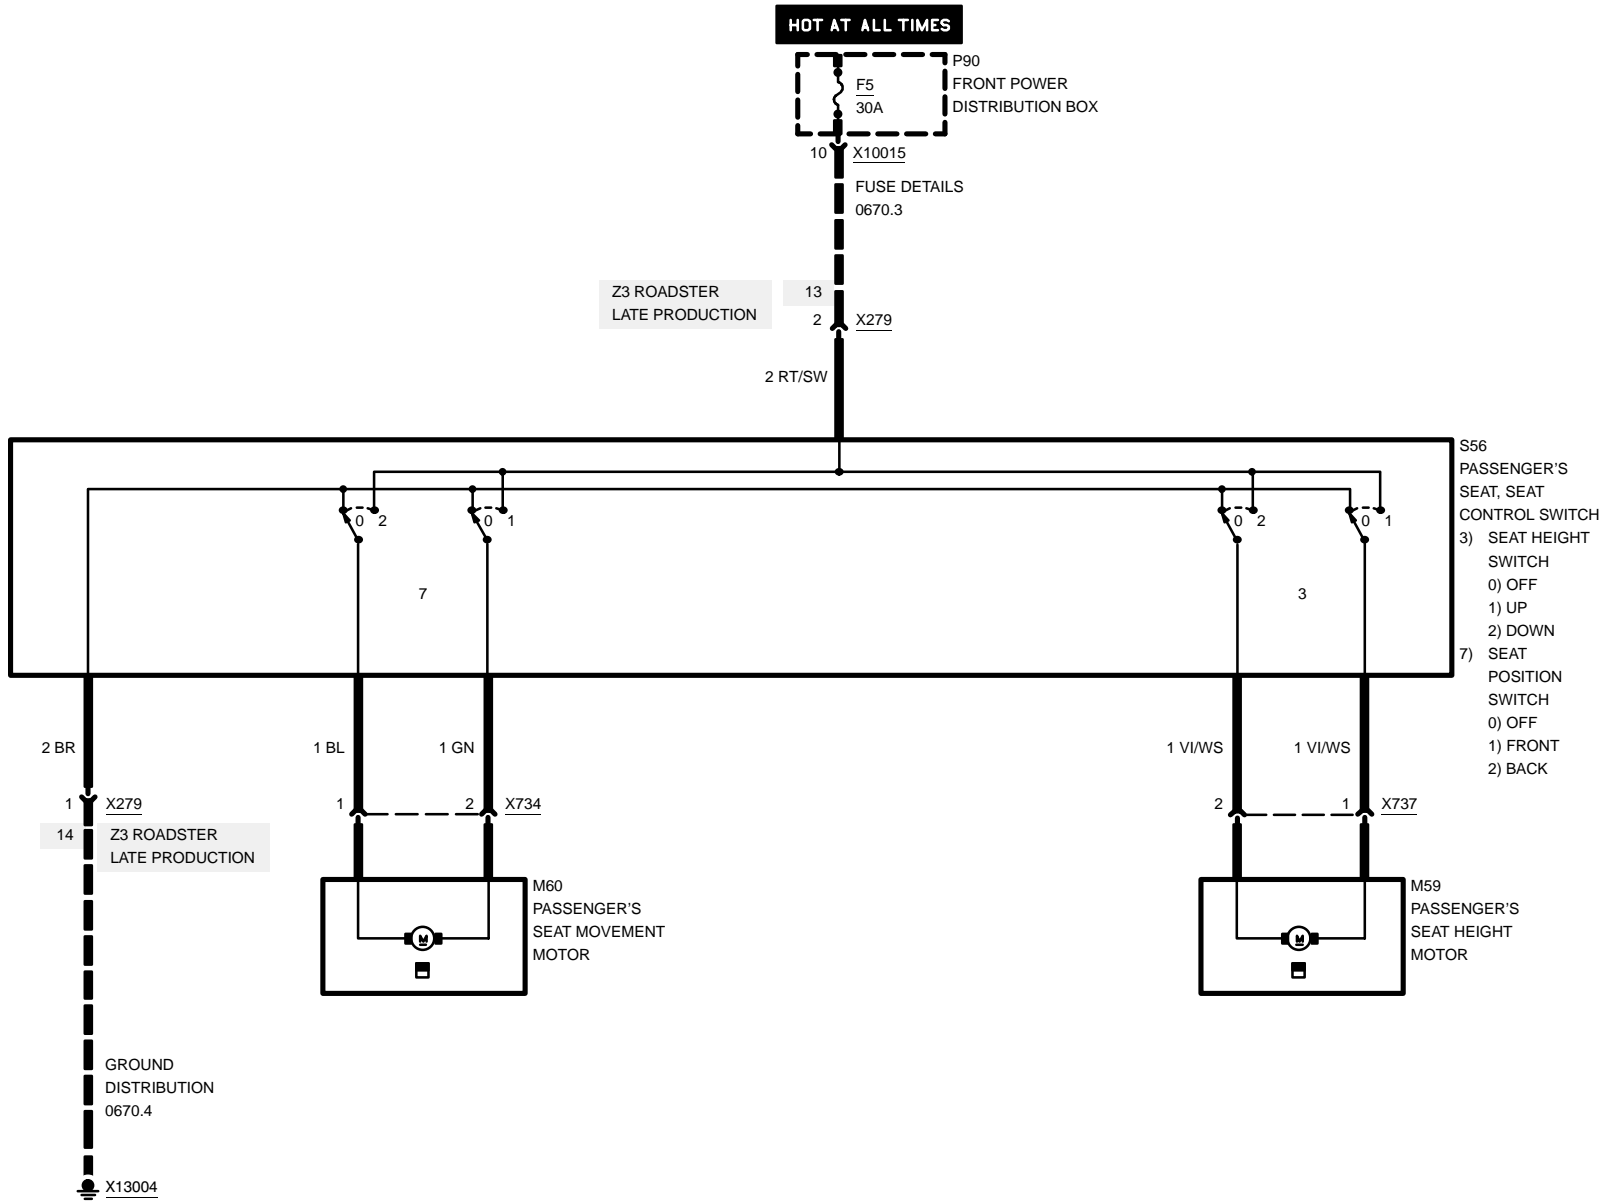 HOT AT ALL TIMES
P90
FRONT POWER
DISTRIBUTION BOX
F5
30A
10 X10015
FUSE DETAILS
0670.3
Z3 ROADSTER
LATE PRODUCTION
13
2 X279
2 RT/SW
S56
PASSENGER'S
SEAT, SEAT
CONTROL SWITCH
3) SEAT HEIGHT
SWITCH
0) OFF
1) UP
2) DOWN
7) SEAT
POSITION
SWITCH
0) OFF
1) FRONT
2) BACK
0 2
0 1
0 2
0 1
7
3
2 BR
1 BL
1 GN
1 VI/WS
1 VI/WS
1 X279
14 Z3 ROADSTER
LATE PRODUCTION
1
2 X734
2
1 X737
M60
PASSENGER'S
SEAT MOVEMENT
MOTOR
M
M59
PASSENGER'S
SEAT HEIGHT
MOTOR
M
GROUND
DISTRIBUTION
0670.4
X13004